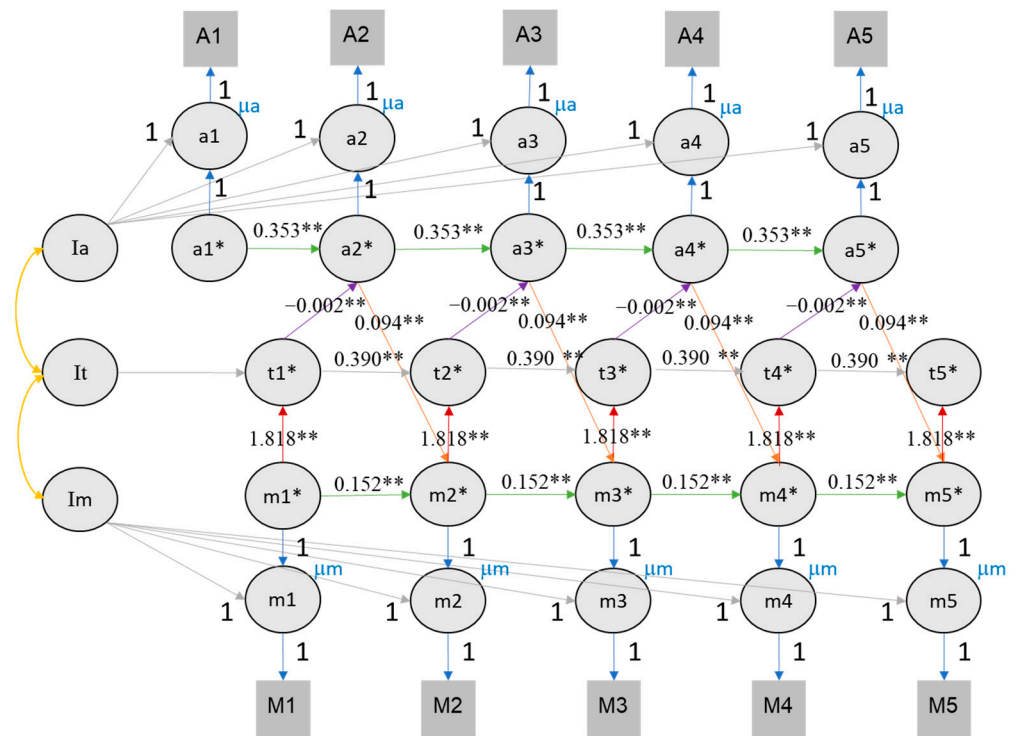 A1 A2 A3 A4 A5
1 1 1 1 1
μa μa μa μa μa
1 1 1 1 1
a1 a2 a3 a4 a5
1 1 1 1 1
0.353** 0.353** 0.353** 0.353**
Ia a1* a2* a3* a4* a5*
−0.002** −0.002** −0.002** −0.002**
0.094** 0.094** 0.094** 0.094**
0.390** 0.390 ** 0.390 ** 0.390 **
It t1* t2* t3* t4* t5*
1.818** 1.818** 1.818** 1.818** 1.818**
0.152** 0.152** 0.152** 0.152**
Im m1* m2* m3* m4* m5*
1 1 1 1 1
μm μm μm μm μm
m1 m2 m3 m4 m5
1 1 1 1 1
1 1 1 1 1
M1 M2 M3 M4 M5